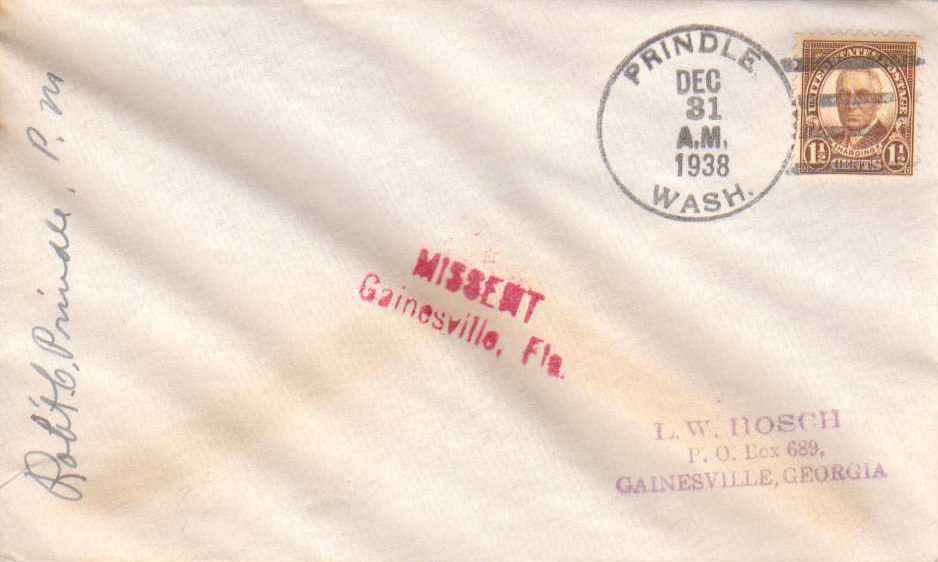 PRINDLE.
DEC
31
A.M.
1938
WASH.
UNITED STATES POSTAGE
HARDING
1½ CENTS 1½
MISSENT
Gainesville, Fla.
L. W. HOSCH
P. O. Box 689,
GAINESVILLE, GEORGIA
Robt. C. Prindle. P. M